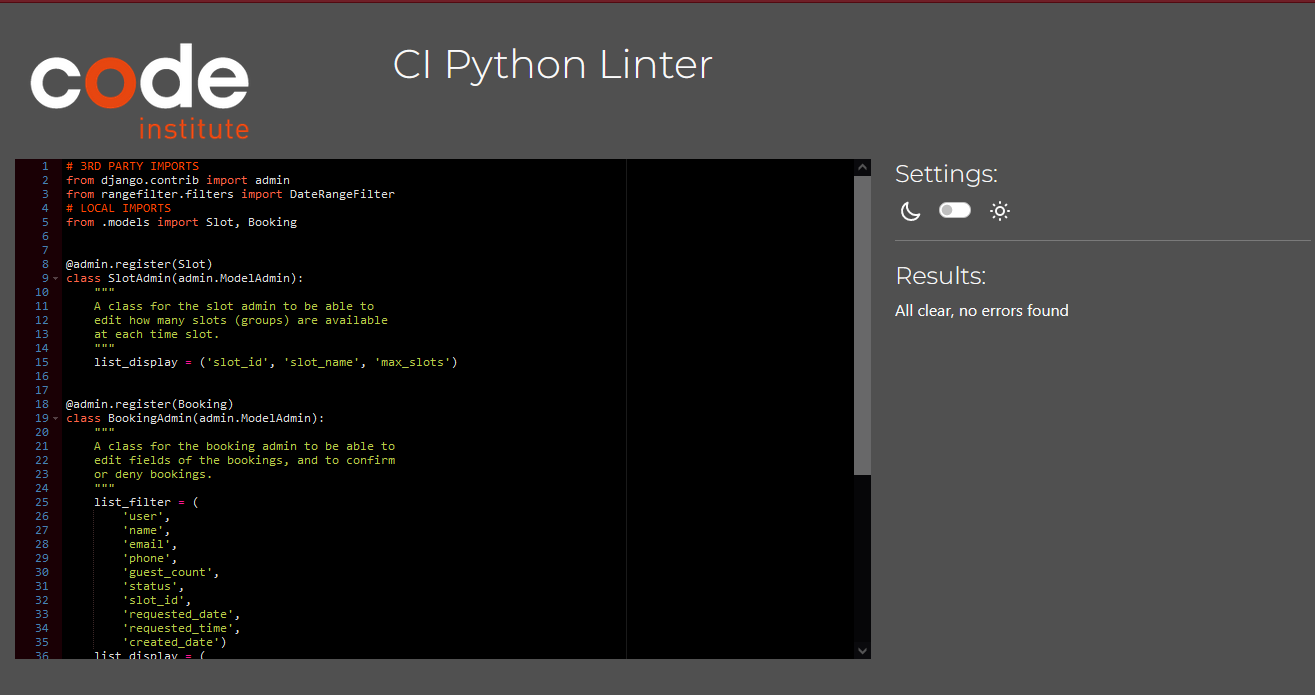 code
institute
CI Python Linter
1 # 3RD PARTY IMPORTS
2 from django.contrib import admin
3 from rangefilter.filters import DateRangeFilter
4 # LOCAL IMPORTS
5 from .models import Slot, Booking
6
7
8 @admin.register(Slot)
9 class SlotAdmin(admin.ModelAdmin):
10     """
11     A class for the slot admin to be able to
12     edit how many slots (groups) are available
13     at each time slot.
14     """
15     list_display = ('slot_id', 'slot_name', 'max_slots')
16
17
18 @admin.register(Booking)
19 class BookingAdmin(admin.ModelAdmin):
20     """
21     A class for the booking admin to be able to
22     edit fields of the bookings, and to confirm
23     or deny bookings.
24     """
25     list_filter = (
26         'user',
27         'name',
28         'email',
29         'phone',
30         'guest_count',
31         'status',
32         'slot_id',
33         'requested_date',
34         'requested_time',
35         'created_date')
36     list_display = (
Settings:
Results:
All clear, no errors found